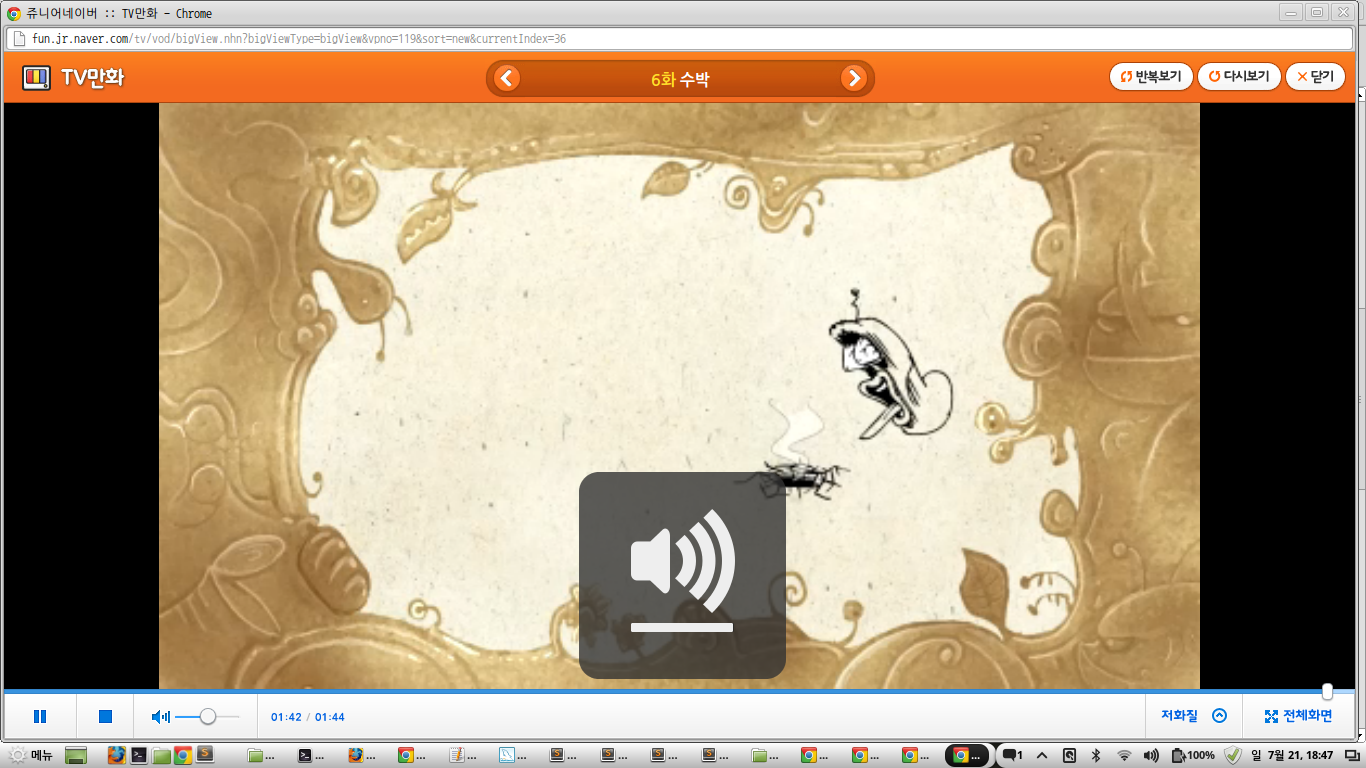 쥬니어네이버 :: TV만화 - Chrome
fun.jr.naver.com/tv/vod/bigView.nhn?bigViewType=bigView&vpno=119&sort=new&currentIndex=36
TV만화
6화 수박
반복보기
다시보기
닫기
01:42 / 01:44
저화질
전체화면
메뉴
... ... ... ... ... ... ... ... ... ... ... ... ... ... ...
1
100%
일 7월 21, 18:47